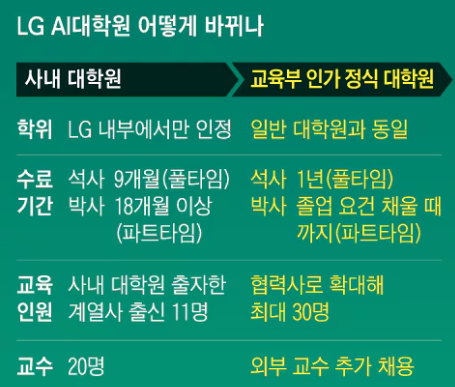 LG AI대학원 어떻게 바뀌나
사내 대학원 교육부 인가 정식 대학원
학위 LG 내부에서만 인정 일반 대학원과 동일
수료 석사 9개월(풀타임) 석사 1년(풀타임)
기간 박사 18개월 이상 박사 졸업 요건 채울 때
(파트타임) 까지(파트타임)
교육 사내 대학원 출자한 협력사로 확대해
인원 계열사 출신 11명 최대 30명
교수 20명 외부 교수 추가 채용